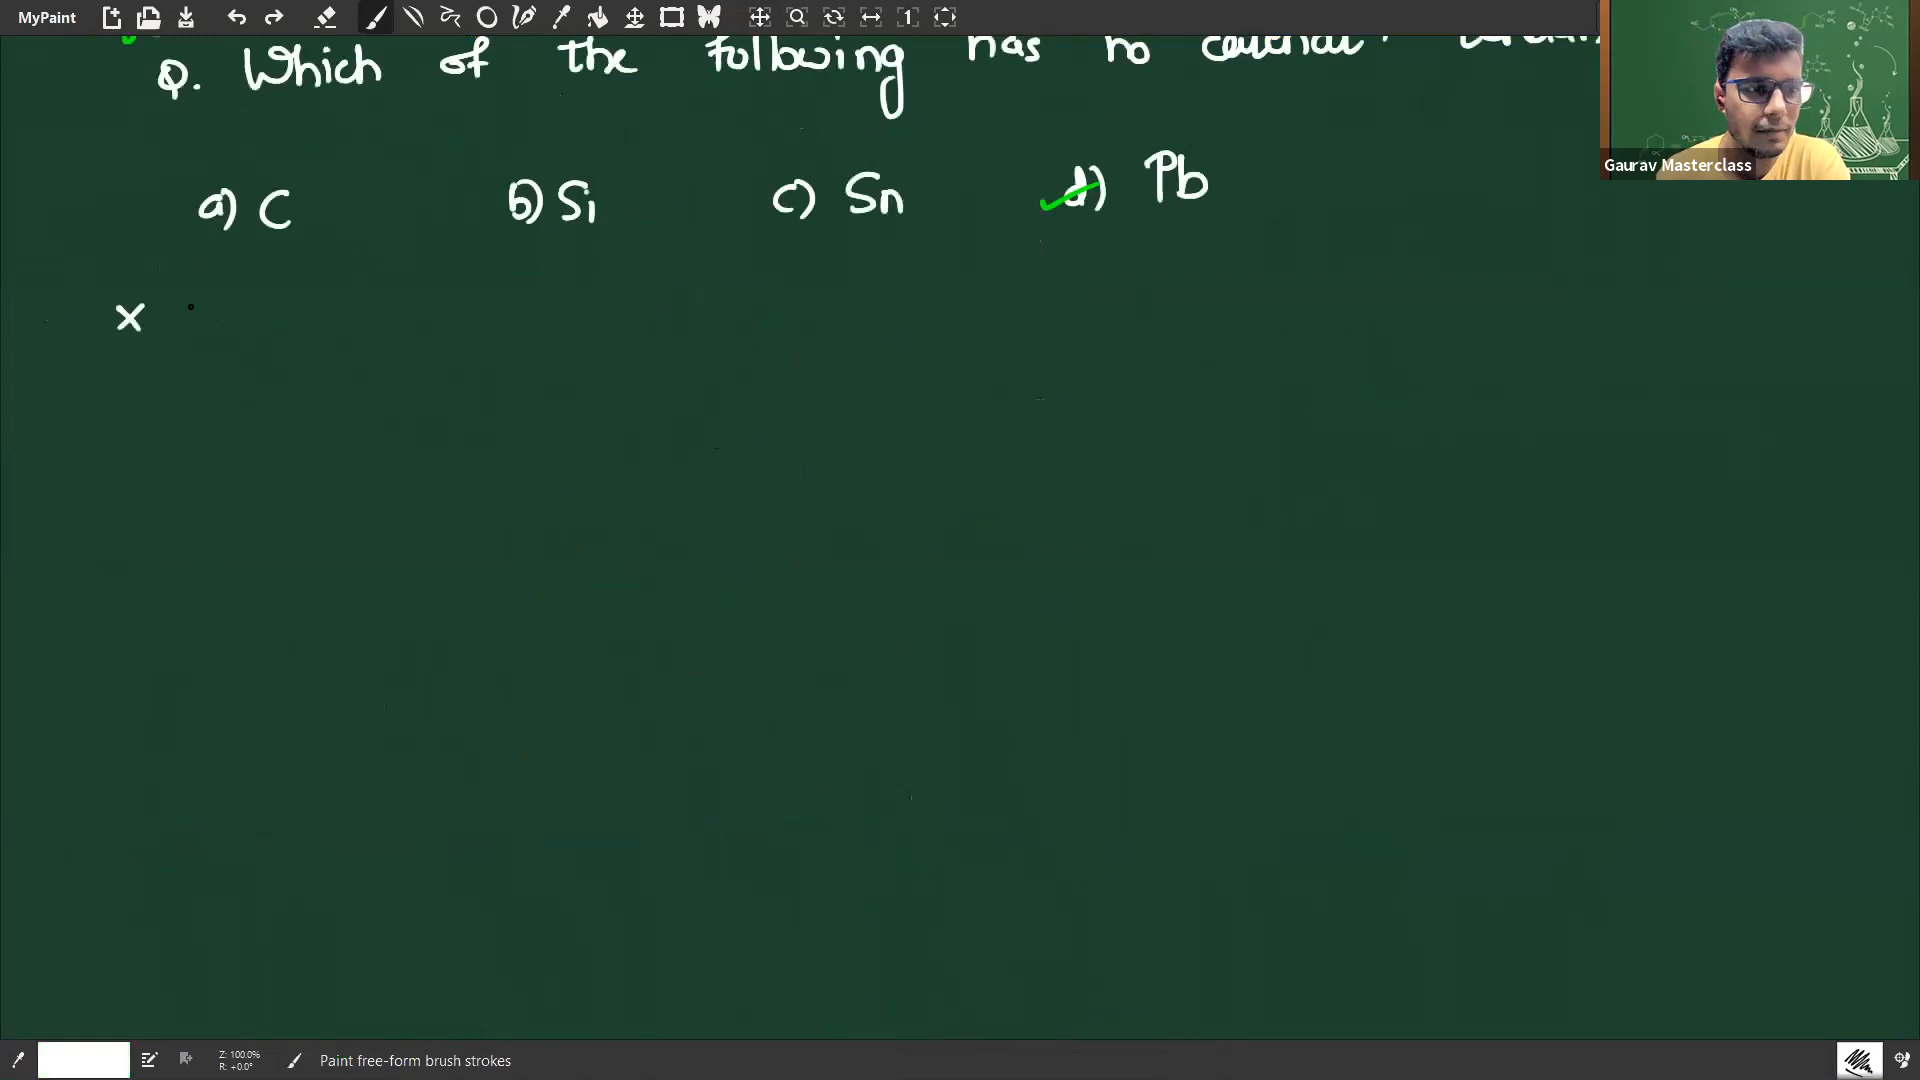 MyPaint
Q. Which of the following has no
a) C b) Si c) Sn d) Pb
x
Gaurav Masterclass
Z: 100.0%
R: +0.0°
Paint free-form brush strokes